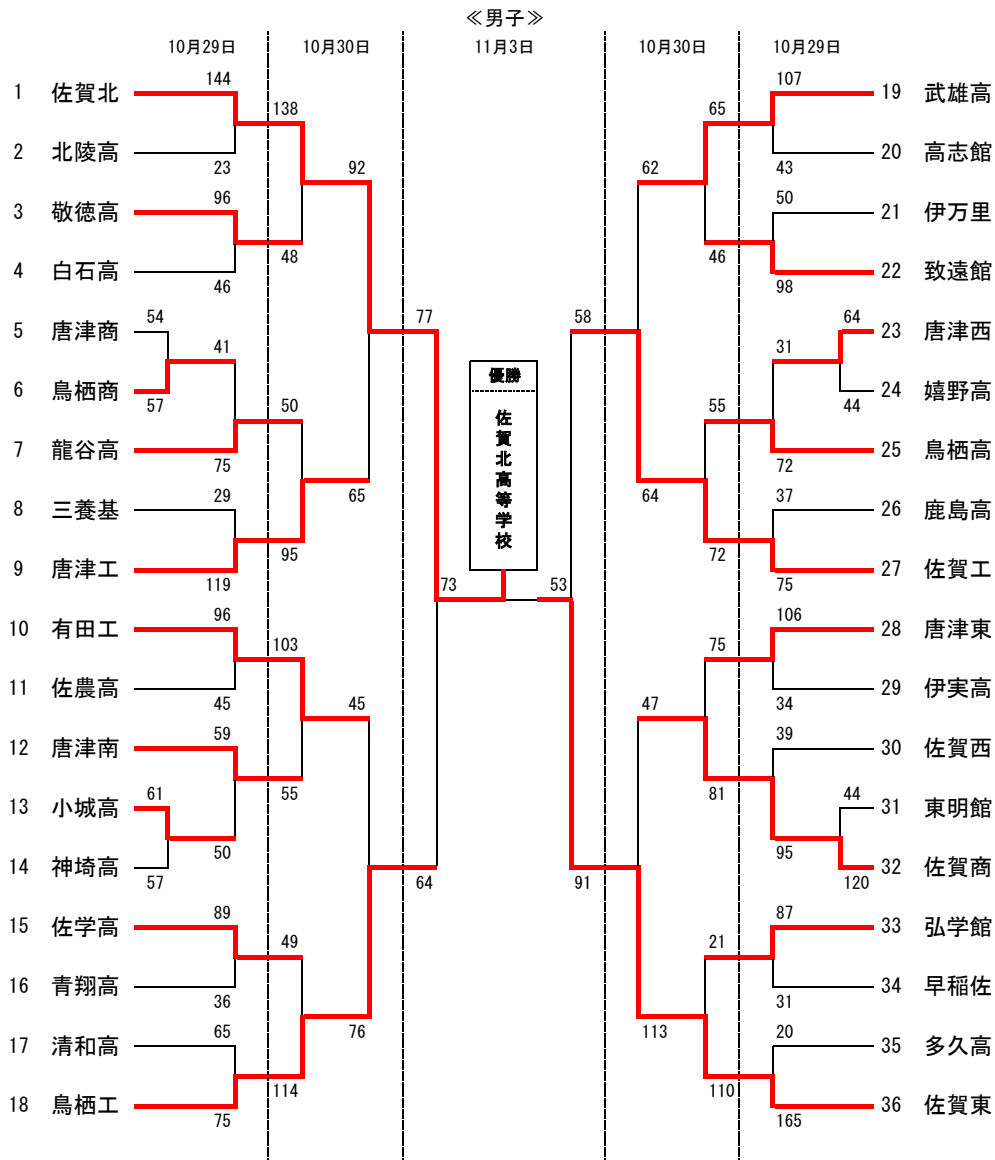 ≪男子≫
10月29日 10月30日 11月3日 10月30日 10月29日
144 107
1 佐賀北 19 武雄高
138 65
2 北陵高 20 高志館
23 92 62 43
96 50
3 敬徳高 21 伊万里
48 46
4 白石高 22 致遠館
46 98
54 77 58 64
5 唐津商 23 唐津西
41 31
6 鳥栖商 24 嬉野高
57 優勝 44
50 55
7 龍谷高 25 鳥栖高
75 72
佐賀北高等学校
29 65 64 37
8 三養基 26 鹿島高
95 72
9 唐津工 27 佐賀工
119 73 53 75
96 106
10 有田工 28 唐津東
103 75
11 佐農高 29 伊実高
45 45 47 34
59 39
12 唐津南 30 佐賀西
55 81
61 44
13 小城高 31 東明館
50 95
14 神埼高 32 佐賀商
57 64 91 120
89 87
15 佐学高 33 弘学館
49 21
16 青翔高 34 早稲佐
36 31
65 76 113 20
17 清和高 35 多久高
114 110
18 鳥栖工 36 佐賀東
75 165